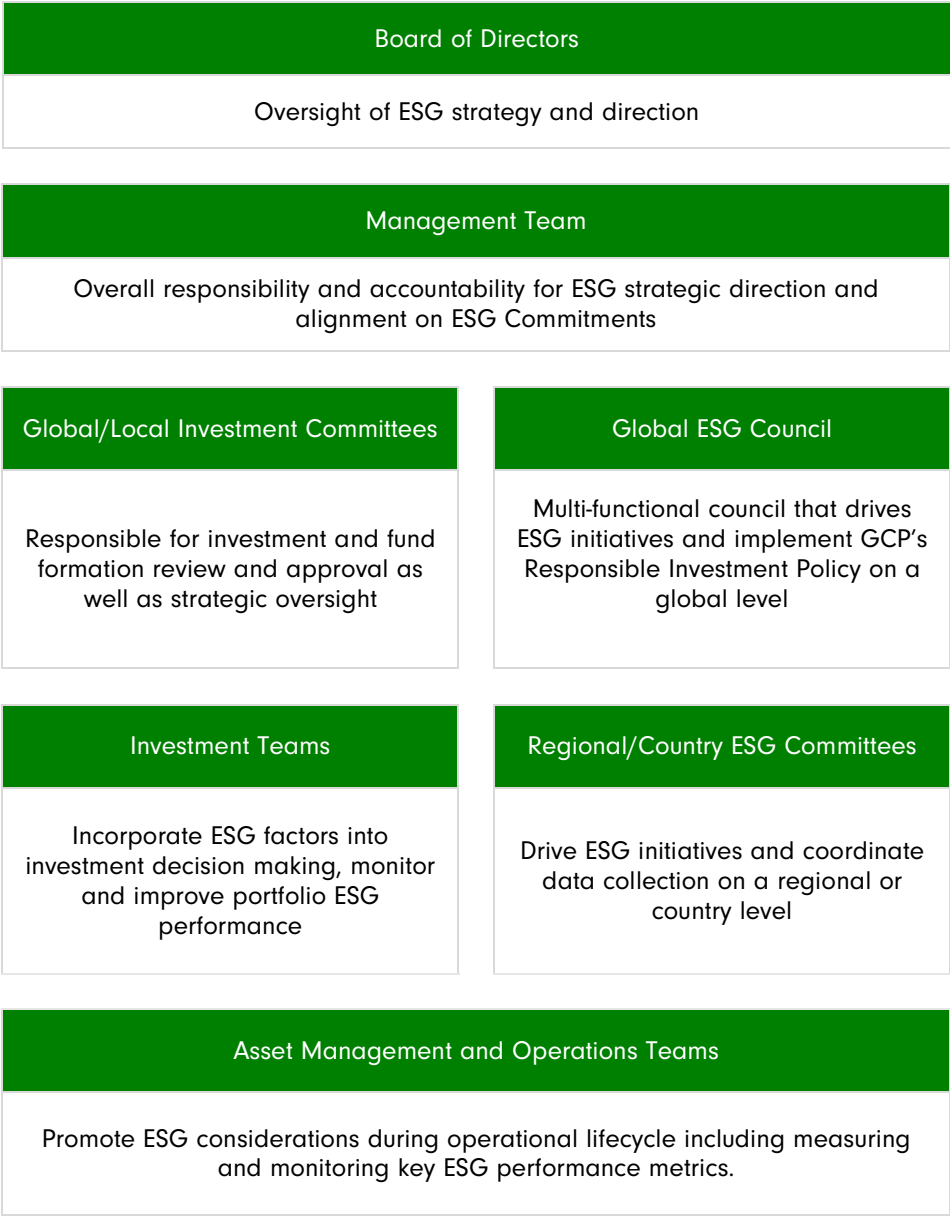 Board of Directors
Oversight of ESG strategy and direction
Management Team
Overall responsibility and accountability for ESG strategic direction and
alignment on ESG Commitments
Global/Local Investment Committees
Responsible for investment and fund
formation review and approval as
well as strategic oversight
Global ESG Council
Multi-functional council that drives
ESG initiatives and implement GCP’s
Responsible Investment Policy on a
global level
Investment Teams
Incorporate ESG factors into
investment decision making, monitor
and improve portfolio ESG
performance
Regional/Country ESG Committees
Drive ESG initiatives and coordinate
data collection on a regional or
country level
Asset Management and Operations Teams
Promote ESG considerations during operational lifecycle including measuring
and monitoring key ESG performance metrics.